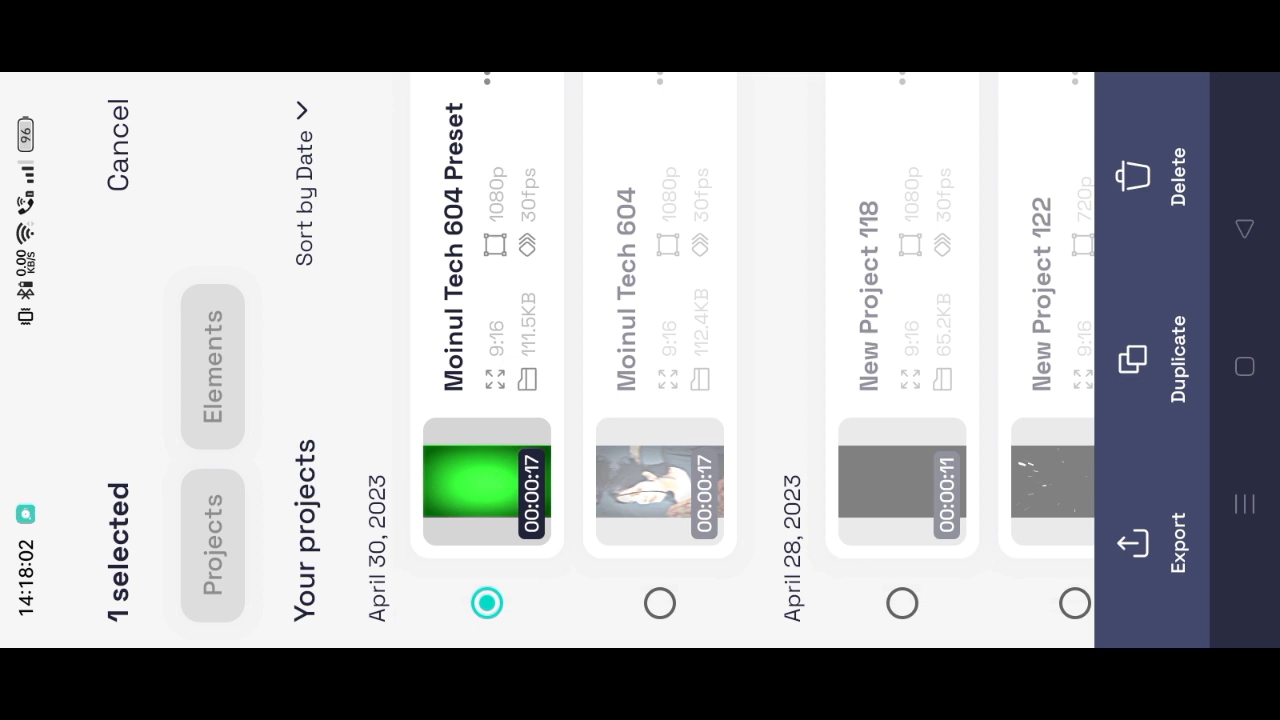 14:18:02 0.00 KB/S 96
1 selected Cancel
Projects Elements
Your projects Sort by Date
April 30, 2023
Moinul Tech 604 Preset
9:16 1080p
111.5KB 30fps
00:00:17
Moinul Tech 604
9:16 1080p
112.4KB 30fps
00:00:17
April 28, 2023
New Project 118
9:16 1080p
65.2KB 30fps
00:00:11
New Project 122
9:16 720p
Export Duplicate Delete